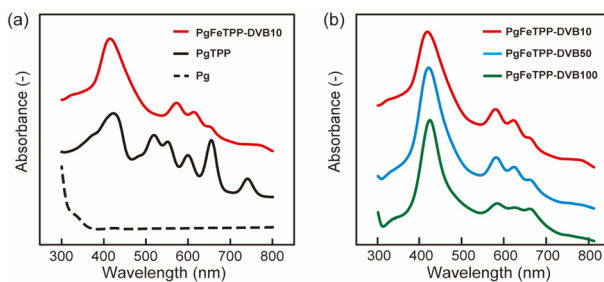 (a)
PgFeTPP-DVB10
PgTPP
Pg
Absorbance (-)
300 400 500 600 700 800
Wavelength (nm)
(b)
PgFeTPP-DVB10
PgFeTPP-DVB50
PgFeTPP-DVB100
Absorbance (-)
300 400 500 600 700 800
Wavelength (nm)